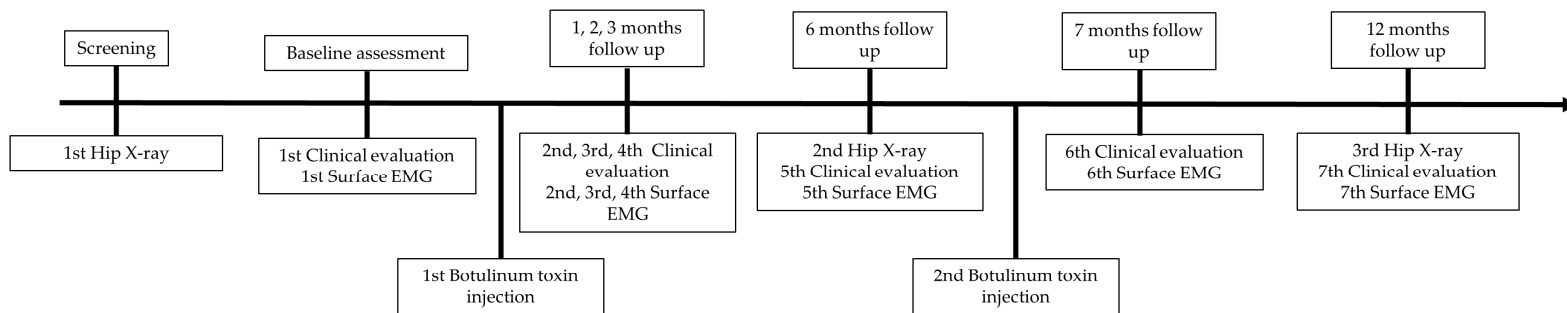 Screening
Baseline assessment
1, 2, 3 months
follow up
6 months follow
up
7 months follow
up
12 months
follow up
1st Hip X-ray
1st Clinical evaluation
1st Surface EMG
2nd, 3rd, 4th Clinical
evaluation
2nd, 3rd, 4th Surface
EMG
2nd Hip X-ray
5th Clinical evaluation
5th Surface EMG
6th Clinical evaluation
6th Surface EMG
3rd Hip X-ray
7th Clinical evaluation
7th Surface EMG
1st Botulinum toxin
injection
2nd Botulinum toxin
injection